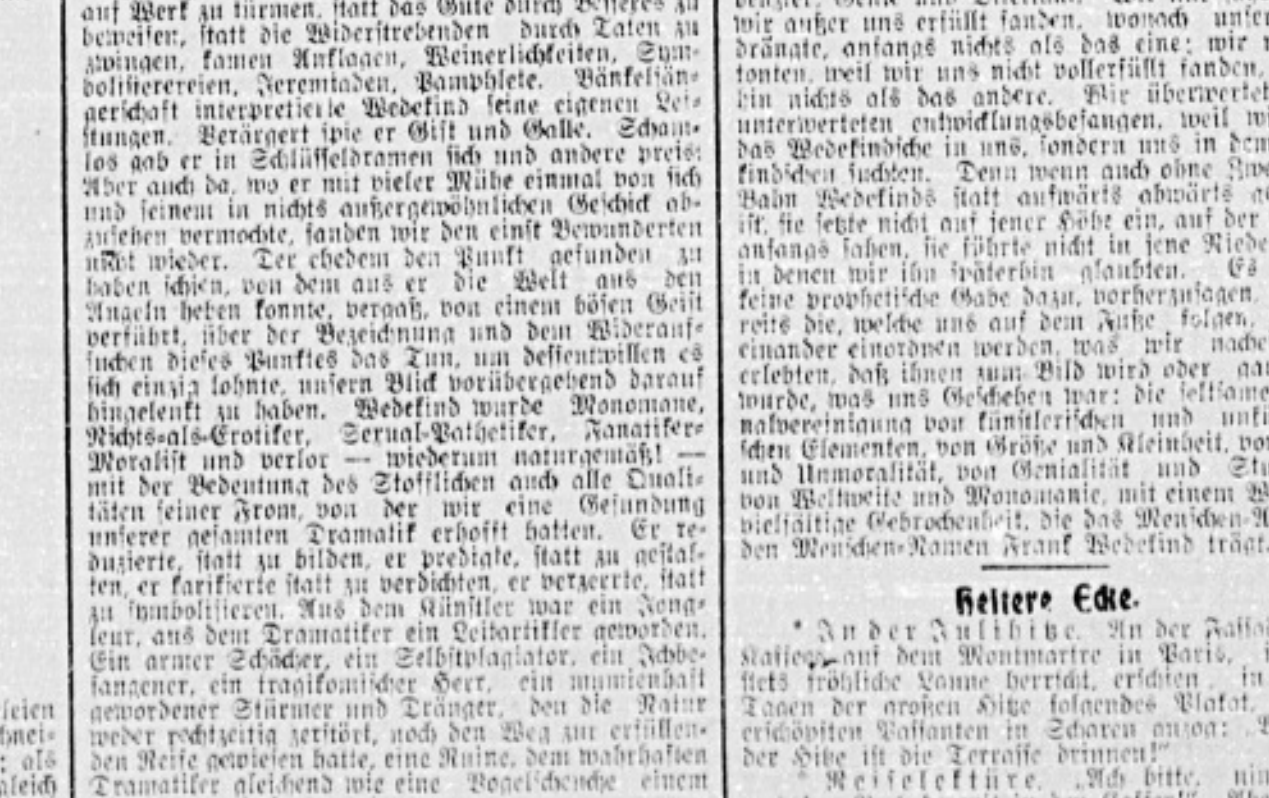 leien
hnei-
: als
gleich
auf Werk zu türmen, statt das Gute durch Besseres zu
beweisen, statt die Widerstrebenden durch Taten zu
zwingen, kamen Anklagen, Weinerlichkeiten, Sym-
bolisierereien, Jeremiaden, Pamphlete. Bänkelsän-
gerschaft interpretierte Wedekind seine eigenen Lei-
stungen. Verärgert spie er Gift und Galle. Scham-
los gab er in Schlüsseldramen sich und andere preis:
Aber auch da, wo er mit vieler Mühe einmal von sich
und seinem in nichts außergewöhnlichen Geschick ab-
zusehen vermochte, fanden wir den einst Bewunderten
nicht wieder. Der ehedem den Punkt gefunden zu
haben schien, von dem aus er die Welt aus den
Angeln heben konnte, vergaß, von einem bösen Geist
verführt, über der Bezeichnung und dem Widerauf-
suchen dieses Punktes das Tun, um dessentwillen es
sich einzig lohnte, unsern Blick vorübergehend darauf
hingelenkt zu haben. Wedekind wurde Monomane,
Nichts-als-Erotiker, Sexual-Pathetiker, Fanatiker-
Moralist und verlor — wiederum naturgemäß! —
mit der Bedeutung des Stofflichen auch alle Quali-
täten seiner From, von der wir eine Gesundung
unserer gesamten Dramatik erhofft hatten. Er re-
duzierte, statt zu bilden, er predigte, statt zu gestal-
ten, er karikierte statt zu verdichten, er verzerrte, statt
zu symbolisieren. Aus dem Künstler war ein Jong-
leur, aus dem Dramatiker ein Leitartikler geworden.
Ein armer Schächer, ein Selbstplagiator, ein Ichbe-
fangener, ein tragikomischer Herr, ein mumienhaft
gewordener Stürmer und Dränger, den die Natur
weder rechtzeitig zerstört, noch den Weg zur erfüllen-
den Reife gewiesen hatte, eine Ruine, dem wahrhaften
Dramatiker gleichend wie eine Vogelscheuche einem
wir außer uns erfüllt fanden, wonach unser
drängte, anfangs nichts als das eine; wir
tonten, weil wir uns nicht vollerfüllt fanden,
hin nichts als das andere. Wir überwertet
unterwerteten entwicklungsbefangen, weil wi
das Wedekindsche in uns, sondern uns in dem
kindschen suchten. Denn wenn auch ohne Zwe
Bahn Wedekinds statt aufwärts abwärts g
ist, sie setzte nicht auf jener Höhe ein, auf der
anfangs sahen, sie führte nicht in jene Niede
in denen wir ihn späterhin glaubten. Es
keine prophetische Gabe dazu, vorherzusagen,
reits die, welche uns auf dem Fuße folgen,
einander einordnen werden, was wir nache
erlebten, daß ihnen zum Bild wird oder ga
wurde, was uns Geschehen war: die seltsame
nalvereinigung von künstlerischen und unkü
schen Elementen, von Größe und Kleinheit, vo
und Unmoralität, von Genialität und Stu
von Weltweite und Monomanie, mit einem W
vielfältige Gebrochenheit, die das Menschen-A
den Menschen-Namen Frank Wedekind trägt.
Heitere Ecke.
* In der Julihitze. An der Fassa
Kaffees auf dem Montmartre in Paris,
stets fröhliche Laune herrscht, erschien in
Tagen der großen Hitze folgendes Plakat,
erschöpften Passanten in Scharen anzog:
der Hitze ist die Terrasse drinnen!"
* Reiselektüre. „Ach bitte,